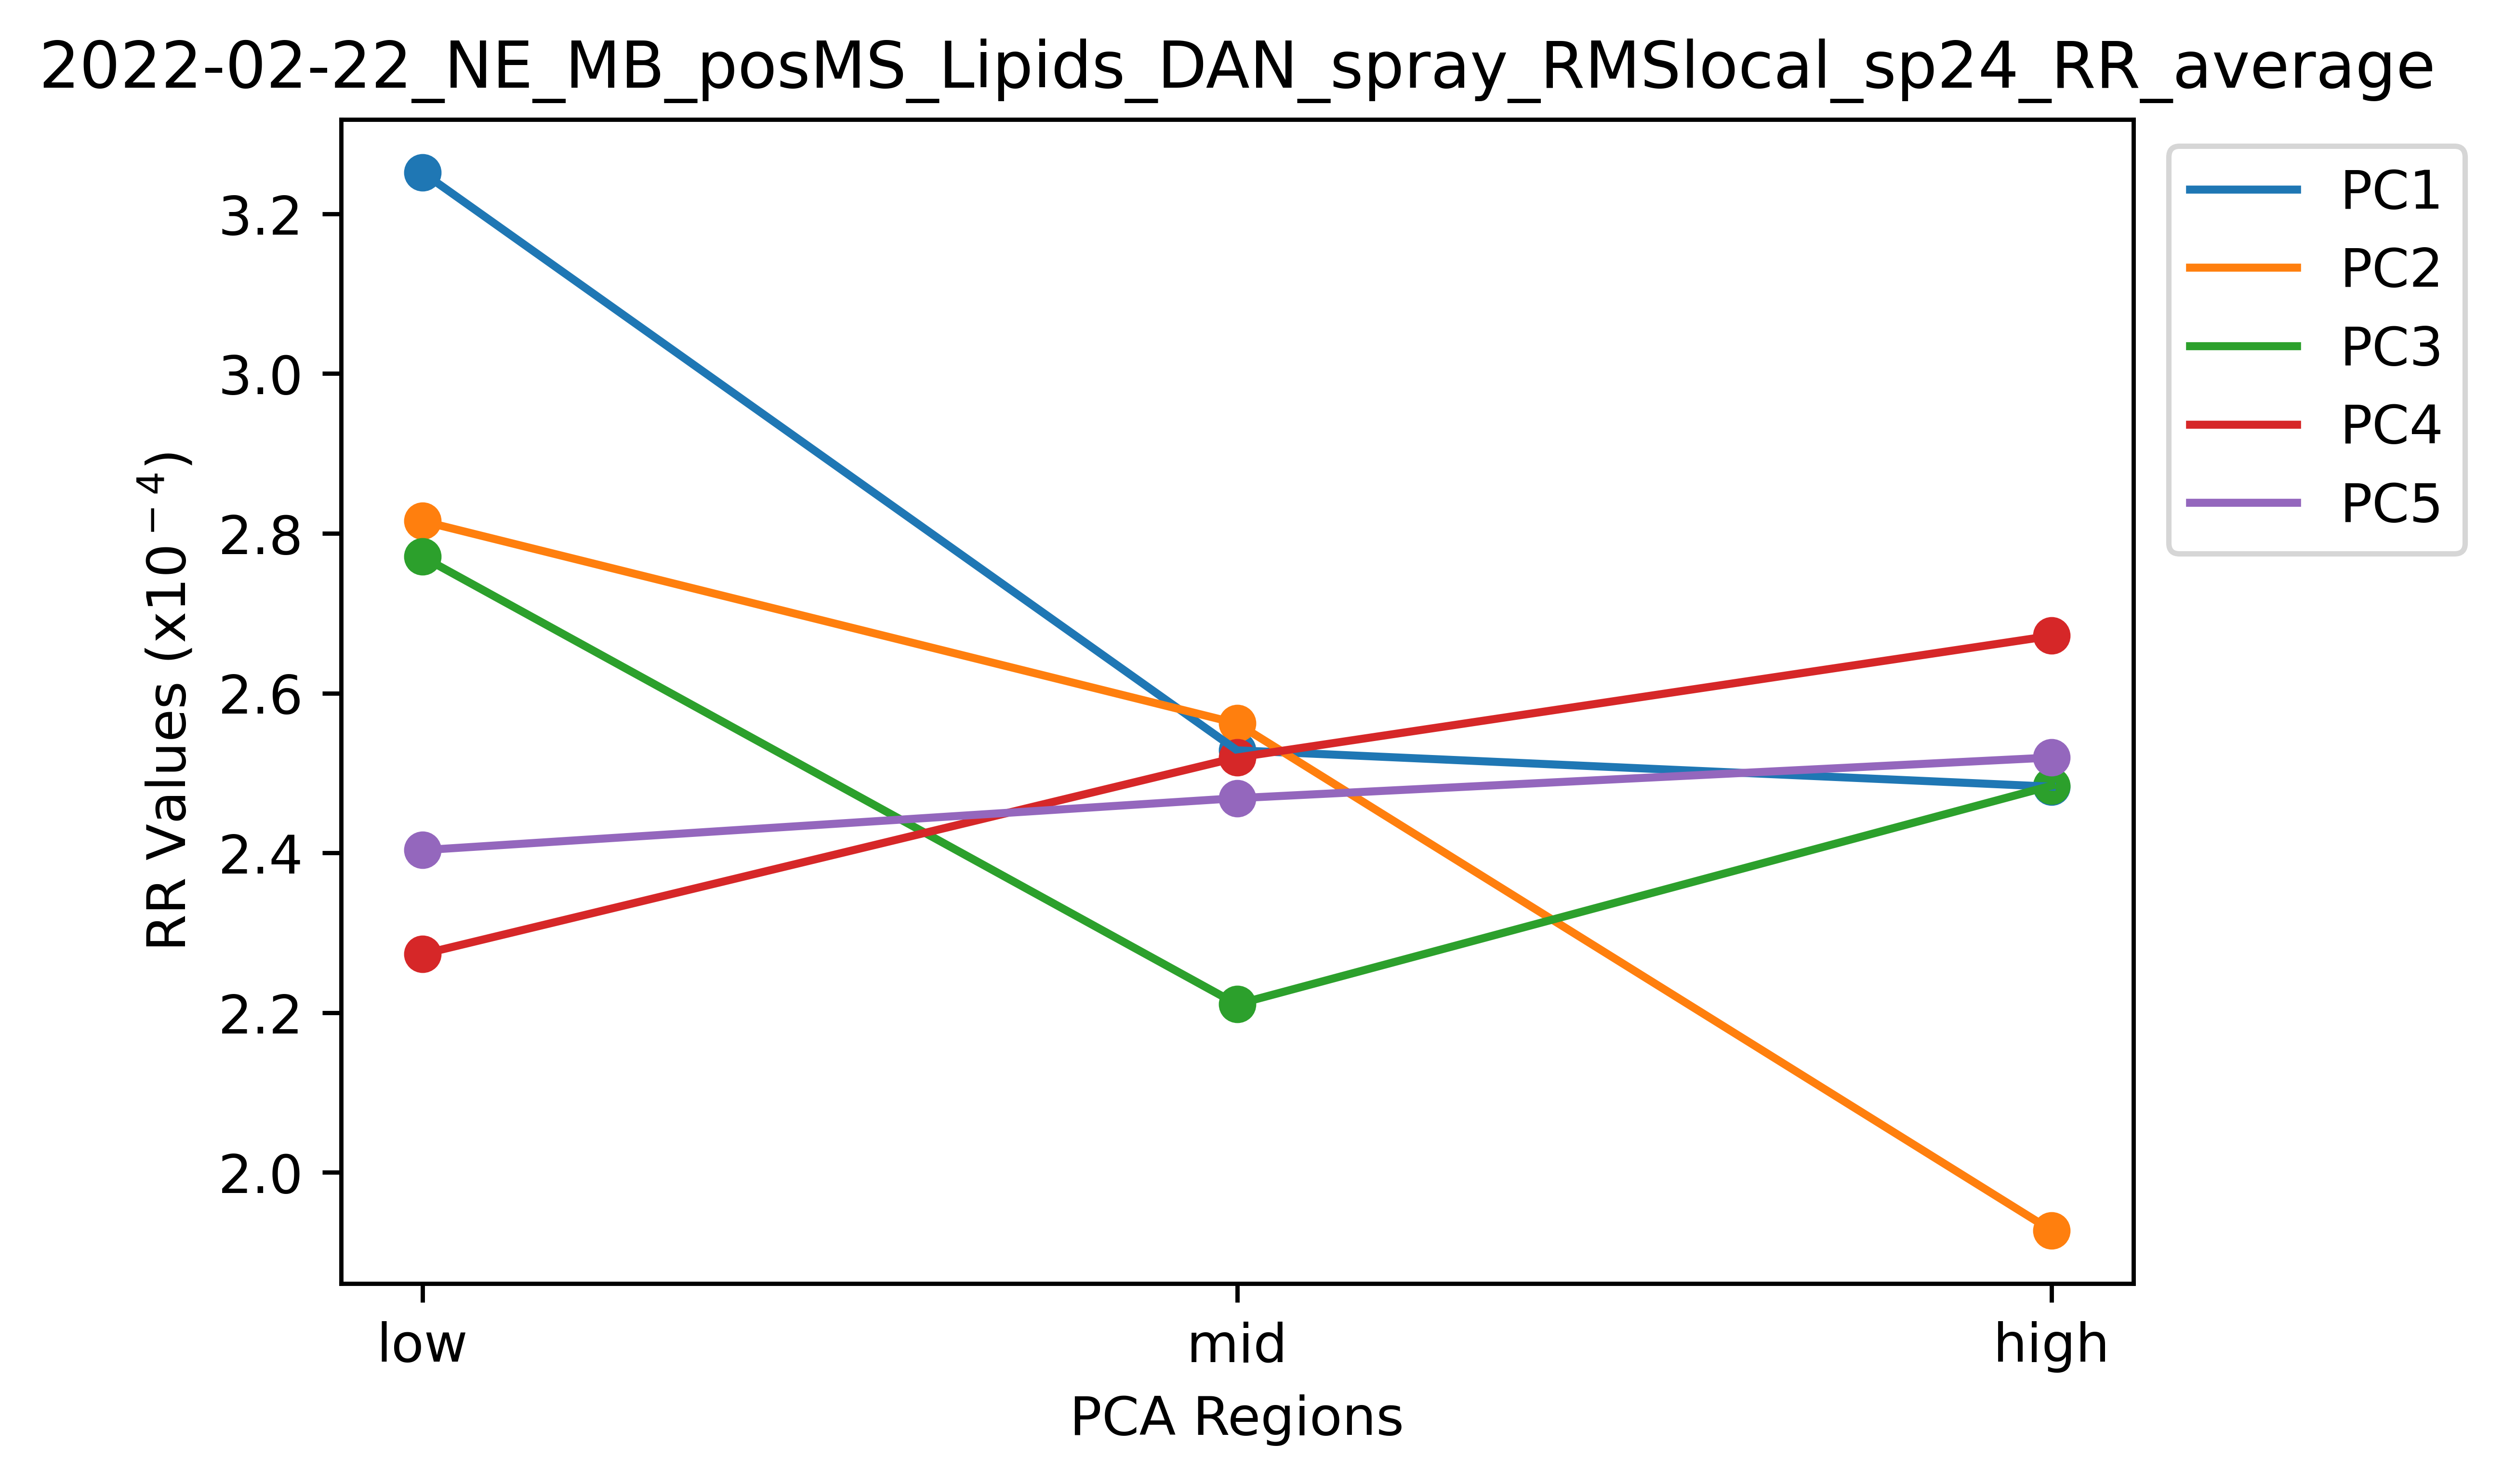 2022-02-22_NE_MB_posMS_Lipids_DAN_spray_RMSlocal_sp24_RR_average
PC1
PC2
PC3
PC4
PC5
RR Values (x10⁻⁴)
3.2
3.0
2.8
2.6
2.4
2.2
2.0
low mid high
PCA Regions